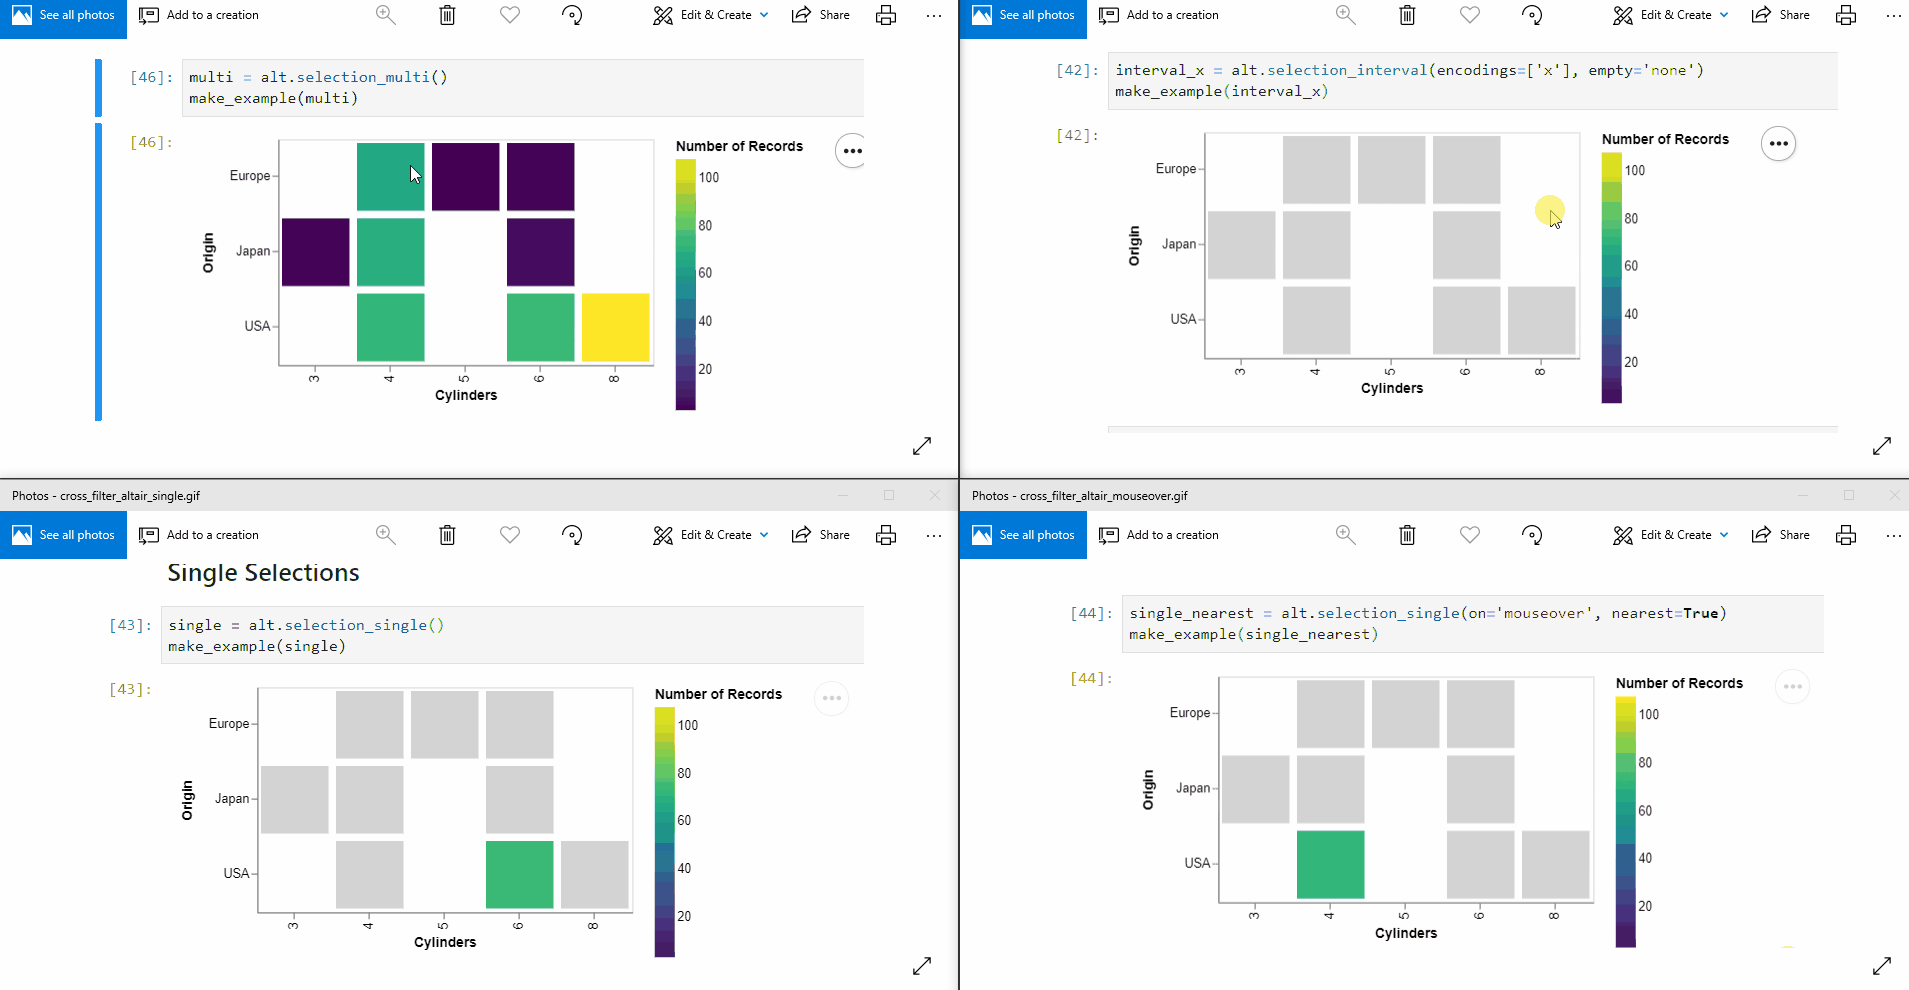 See all photos Add to a creation Edit & Create Share
[46]: multi = alt.selection_multi()
make_example(multi)
[46]:
Number of Records
Europe
Japan
USA
Origin
3 4 5 6 8
Cylinders
100
80
60
40
20
See all photos Add to a creation Edit & Create Share
[42]: interval_x = alt.selection_interval(encodings=['x'], empty='none')
make_example(interval_x)
[42]:
Number of Records
Europe
Japan
USA
Origin
3 4 5 6 8
Cylinders
100
80
60
40
20
Photos - cross_filter_altair_single.gif
See all photos Add to a creation Edit & Create Share
Single Selections
[43]: single = alt.selection_single()
make_example(single)
[43]:
Number of Records
Europe
Japan
USA
Origin
3 4 5 6 8
Cylinders
100
80
60
40
20
Photos - cross_filter_altair_mouseover.gif
See all photos Add to a creation Edit & Create Share
[44]: single_nearest = alt.selection_single(on='mouseover', nearest=True)
make_example(single_nearest)
[44]:
Number of Records
Europe
Japan
USA
Origin
3 4 5 6 8
Cylinders
100
80
60
40
20